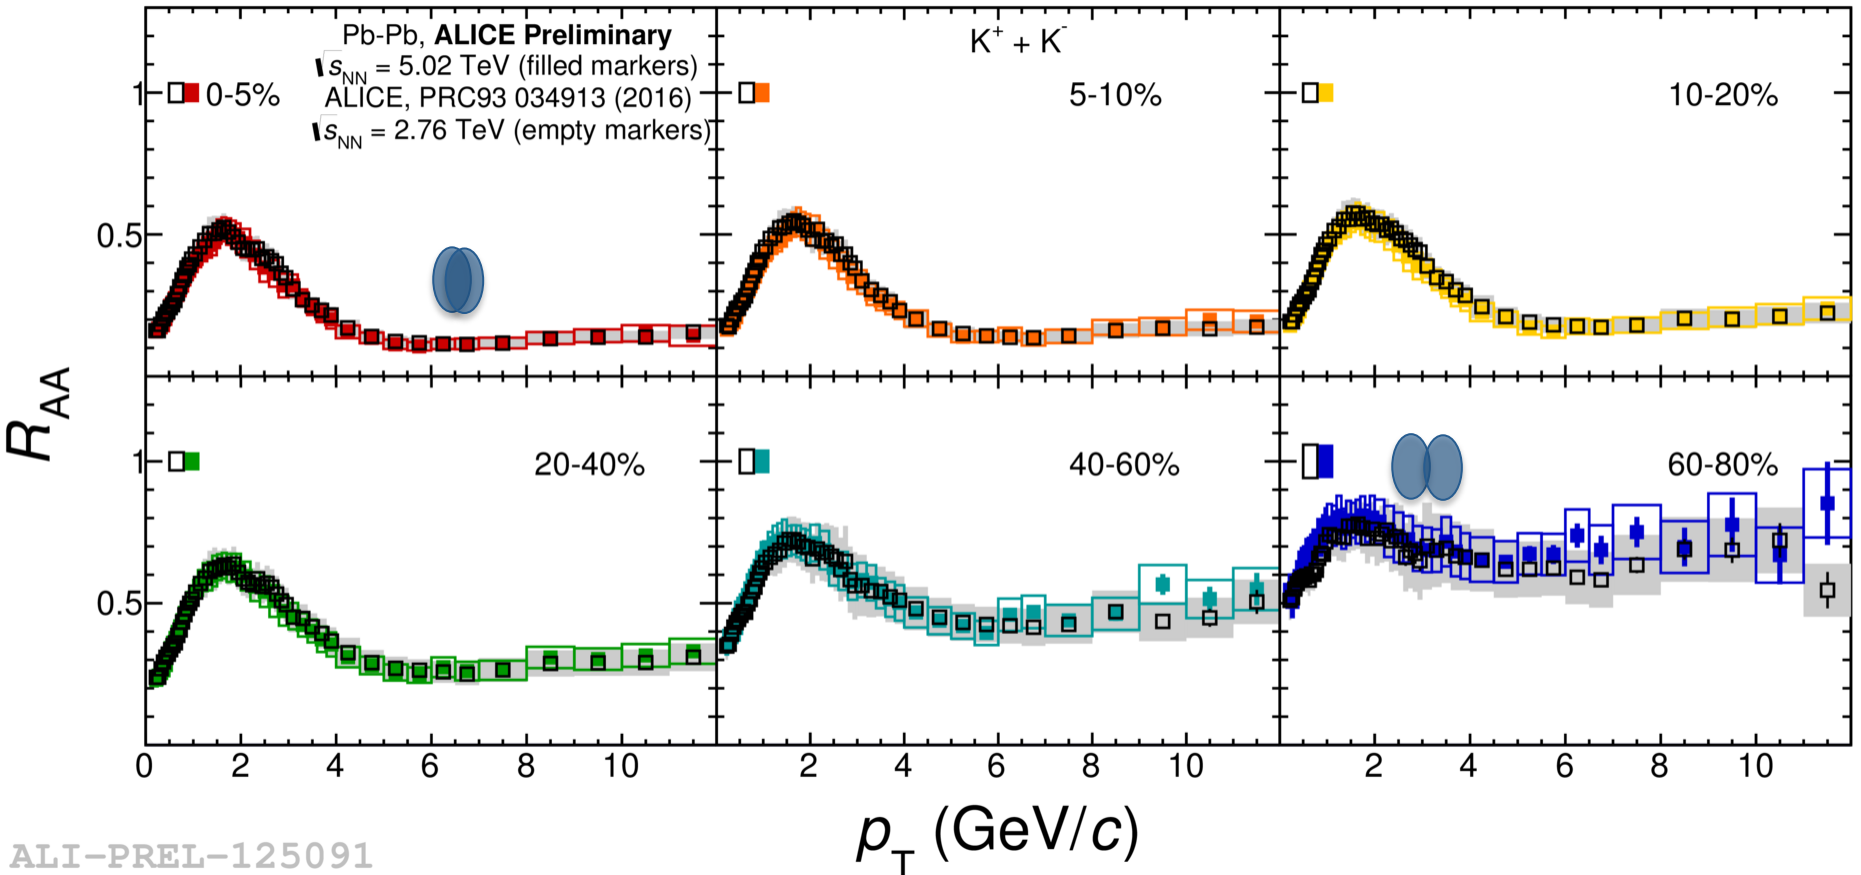 Pb-Pb, ALICE Preliminary
√sNN = 5.02 TeV (filled markers)
ALICE, PRC93 034913 (2016)
√sNN = 2.76 TeV (empty markers)
0-5%
K+ + K-
5-10%
10-20%
1
0.5
RAA
20-40%
40-60%
60-80%
1
0.5
0 2 4 6 8 10 2 4 6 8 10 2 4 6 8 10
pT (GeV/c)
ALI-PREL-125091